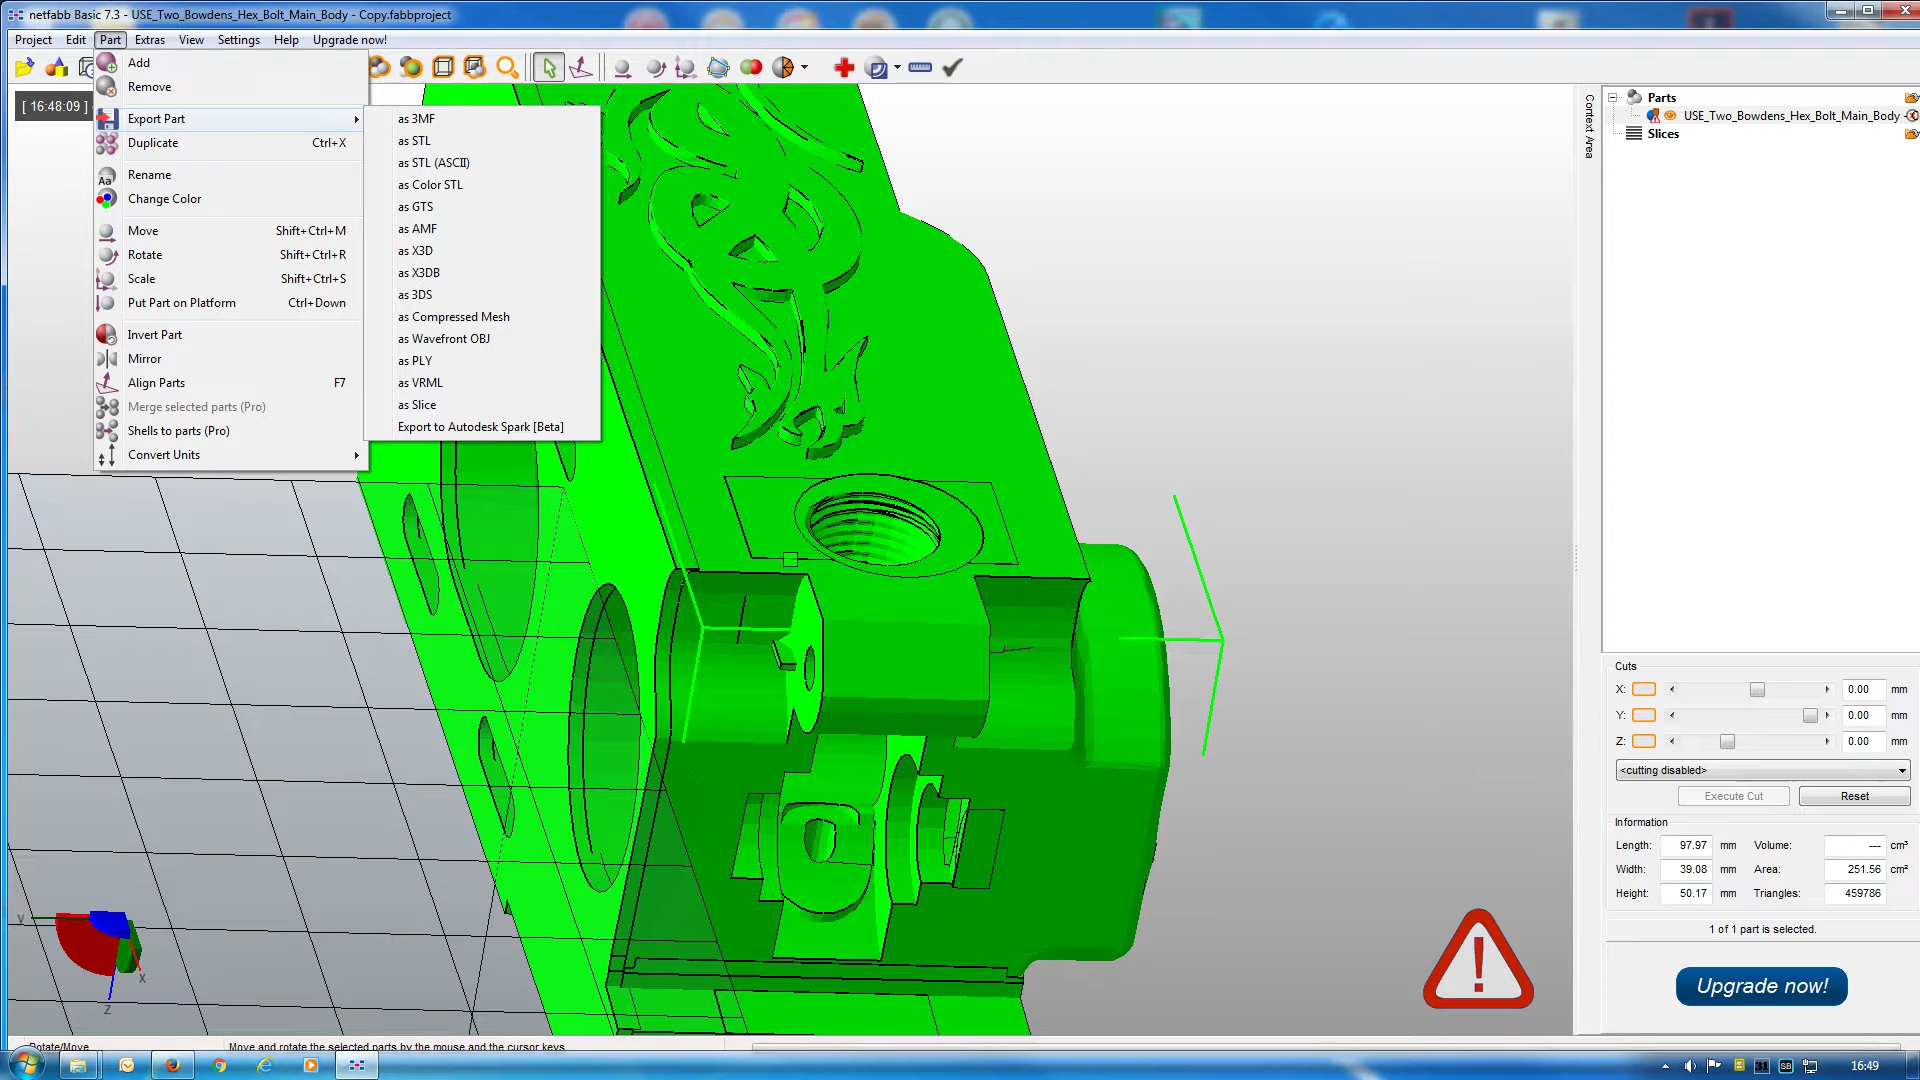 netfabb Basic 7.3 - USE_Two_Bowdens_Hex_Bolt_Main_Body - Copy.fabbproject
Project Edit Part Extras View Settings Help Upgrade now!
[ 16:48:09 ]
Add
Remove
Export Part
Duplicate Ctrl+X
Rename
Change Color
Move Shift+Ctrl+M
Rotate Shift+Ctrl+R
Scale Shift+Ctrl+S
Put Part on Platform Ctrl+Down
Invert Part
Mirror
Align Parts F7
Merge selected parts (Pro)
Shells to parts (Pro)
Convert Units
as 3MF
as STL
as STL (ASCII)
as Color STL
as GTS
as AMF
as X3D
as X3DB
as 3DS
as Compressed Mesh
as Wavefront OBJ
as PLY
as VRML
as Slice
Export to Autodesk Spark [Beta]
Context Area
Parts
USE_Two_Bowdens_Hex_Bolt_Main_Body -
Slices
Cuts
X: 0.00 mm
Y: 0.00 mm
Z: 0.00 mm
<cutting disabled>
Execute Cut Reset
Information
Length: 97.97 mm Volume: --- cm³
Width: 39.08 mm Area: 251.56 cm²
Height: 50.17 mm Triangles: 459786
1 of 1 part is selected.
Upgrade now!
y
x
z
Rotate/Move Move and rotate the selected parts by the mouse and the cursor keys.
16:49